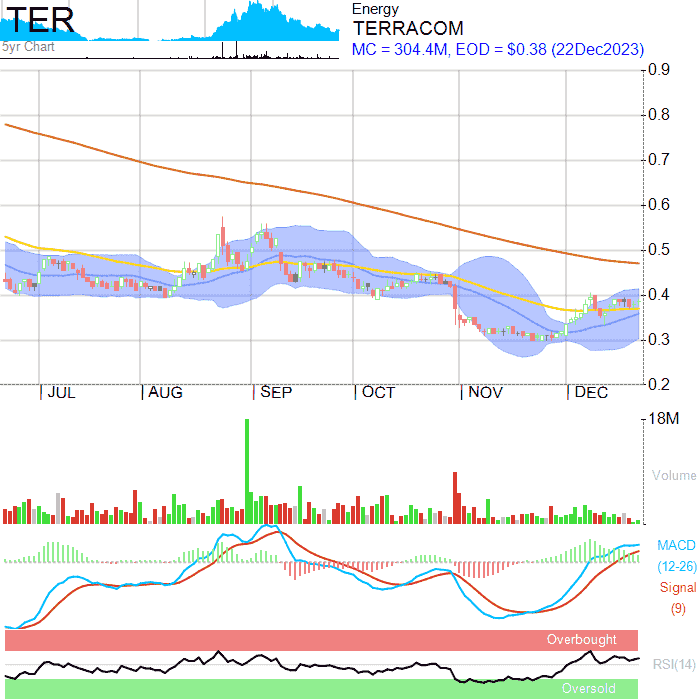 TER
5yr Chart
Energy
TERRACOM
MC = 304.4M, EOD = $0.38 (22Dec2023)
0.9
0.8
0.7
0.6
0.5
0.4
0.3
0.2
JUL AUG SEP OCT NOV DEC
18M
Volume
MACD
(12-26)
Signal
(9)
Overbought
RSI(14)
Oversold